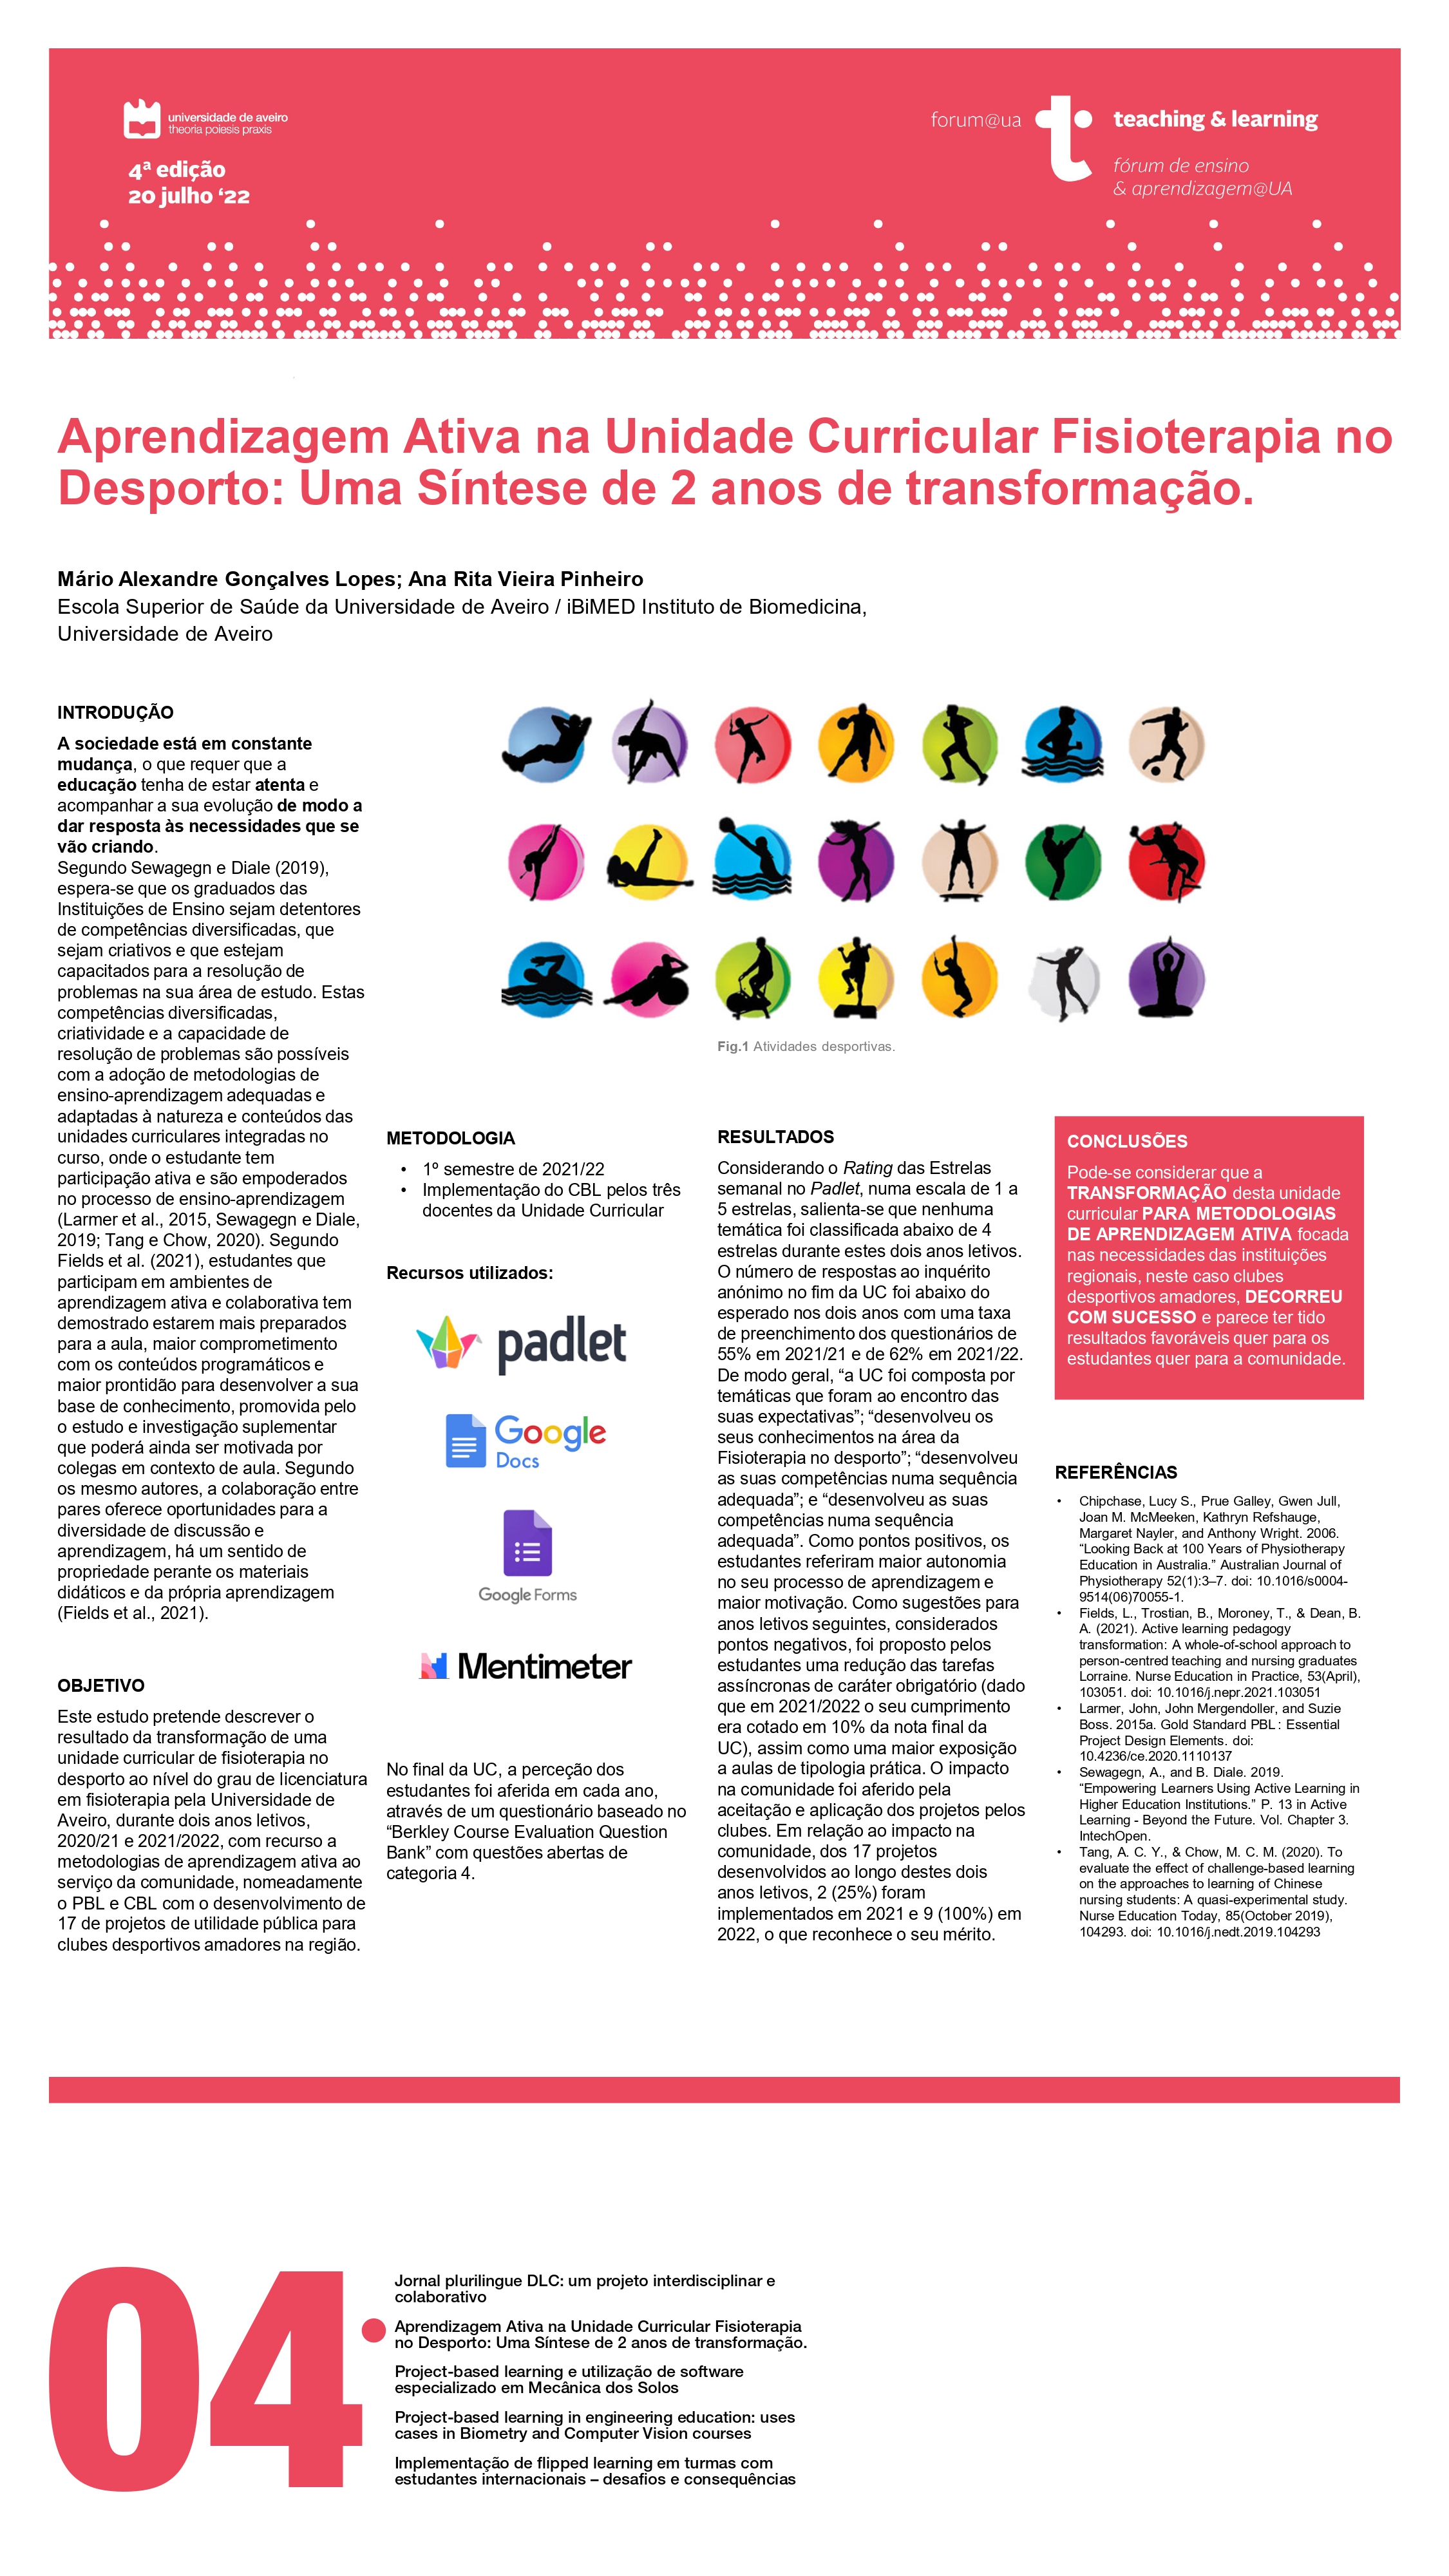 universidade de aveiro
theoria poiesis praxis
4ª edição
20 julho ‘22
forum@ua
teaching & learning
fórum de ensino
& aprendizagem@UA
Aprendizagem Ativa na Unidade Curricular Fisioterapia no
Desporto: Uma Síntese de 2 anos de transformação.
Mário Alexandre Gonçalves Lopes; Ana Rita Vieira Pinheiro
Escola Superior de Saúde da Universidade de Aveiro / iBiMED Instituto de Biomedicina,
Universidade de Aveiro
INTRODUÇÃO
A sociedade está em constante
mudança, o que requer que a
educação tenha de estar atenta e
acompanhar a sua evolução de modo a
dar resposta às necessidades que se
vão criando.
Segundo Sewagegn e Diale (2019),
espera-se que os graduados das
Instituições de Ensino sejam detentores
de competências diversificadas, que
sejam criativos e que estejam
capacitados para a resolução de
problemas na sua área de estudo. Estas
competências diversificadas,
criatividade e a capacidade de
resolução de problemas são possíveis
com a adoção de metodologias de
ensino-aprendizagem adequadas e
adaptadas à natureza e conteúdos das
unidades curriculares integradas no
curso, onde o estudante tem
participação ativa e são empoderados
no processo de ensino-aprendizagem
(Larmer et al., 2015, Sewagegn e Diale,
2019; Tang e Chow, 2020). Segundo
Fields et al. (2021), estudantes que
participam em ambientes de
aprendizagem ativa e colaborativa tem
demostrado estarem mais preparados
para a aula, maior comprometimento
com os conteúdos programáticos e
maior prontidão para desenvolver a sua
base de conhecimento, promovida pelo
o estudo e investigação suplementar
que poderá ainda ser motivada por
colegas em contexto de aula. Segundo
os mesmo autores, a colaboração entre
pares oferece oportunidades para a
diversidade de discussão e
aprendizagem, há um sentido de
propriedade perante os materiais
didáticos e da própria aprendizagem
(Fields et al., 2021).
OBJETIVO
Este estudo pretende descrever o
resultado da transformação de uma
unidade curricular de fisioterapia no
desporto ao nível do grau de licenciatura
em fisioterapia pela Universidade de
Aveiro, durante dois anos letivos,
2020/21 e 2021/2022, com recurso a
metodologias de aprendizagem ativa ao
serviço da comunidade, nomeadamente
o PBL e CBL com o desenvolvimento de
17 de projetos de utilidade pública para
clubes desportivos amadores na região.
Fig.1 Atividades desportivas.
METODOLOGIA
• 1º semestre de 2021/22
• Implementação do CBL pelos três
docentes da Unidade Curricular
Recursos utilizados:
padlet
Google
Docs
Google Forms
Mentimeter
No final da UC, a perceção dos
estudantes foi aferida em cada ano,
através de um questionário baseado no
“Berkley Course Evaluation Question
Bank” com questões abertas de
categoria 4.
RESULTADOS
Considerando o Rating das Estrelas
semanal no Padlet, numa escala de 1 a
5 estrelas, salienta-se que nenhuma
temática foi classificada abaixo de 4
estrelas durante estes dois anos letivos.
O número de respostas ao inquérito
anónimo no fim da UC foi abaixo do
esperado nos dois anos com uma taxa
de preenchimento dos questionários de
55% em 2021/21 e de 62% em 2021/22.
De modo geral, “a UC foi composta por
temáticas que foram ao encontro das
suas expectativas”; “desenvolveu os
seus conhecimentos na área da
Fisioterapia no desporto”; “desenvolveu
as suas competências numa sequência
adequada”; e “desenvolveu as suas
competências numa sequência
adequada”. Como pontos positivos, os
estudantes referiram maior autonomia
no seu processo de aprendizagem e
maior motivação. Como sugestões para
anos letivos seguintes, considerados
pontos negativos, foi proposto pelos
estudantes uma redução das tarefas
assíncronas de caráter obrigatório (dado
que em 2021/2022 o seu cumprimento
era cotado em 10% da nota final da
UC), assim como uma maior exposição
a aulas de tipologia prática. O impacto
na comunidade foi aferido pela
aceitação e aplicação dos projetos pelos
clubes. Em relação ao impacto na
comunidade, dos 17 projetos
desenvolvidos ao longo destes dois
anos letivos, 2 (25%) foram
implementados em 2021 e 9 (100%) em
2022, o que reconhece o seu mérito.
CONCLUSÕES
Pode-se considerar que a
TRANSFORMAÇÃO desta unidade
curricular PARA METODOLOGIAS
DE APRENDIZAGEM ATIVA focada
nas necessidades das instituições
regionais, neste caso clubes
desportivos amadores, DECORREU
COM SUCESSO e parece ter tido
resultados favoráveis quer para os
estudantes quer para a comunidade.
REFERÊNCIAS
• Chipchase, Lucy S., Prue Galley, Gwen Jull,
Joan M. McMeeken, Kathryn Refshauge,
Margaret Nayler, and Anthony Wright. 2006.
“Looking Back at 100 Years of Physiotherapy
Education in Australia.” Australian Journal of
Physiotherapy 52(1):3–7. doi: 10.1016/s0004-
9514(06)70055-1.
• Fields, L., Trostian, B., Moroney, T., & Dean, B.
A. (2021). Active learning pedagogy
transformation: A whole-of-school approach to
person-centred teaching and nursing graduates
Lorraine. Nurse Education in Practice, 53(April),
103051. doi: 10.1016/j.nepr.2021.103051
• Larmer, John, John Mergendoller, and Suzie
Boss. 2015a. Gold Standard PBL : Essential
Project Design Elements. doi:
10.4236/ce.2020.1110137
• Sewagegn, A., and B. Diale. 2019.
“Empowering Learners Using Active Learning in
Higher Education Institutions.” P. 13 in Active
Learning - Beyond the Future. Vol. Chapter 3.
IntechOpen.
• Tang, A. C. Y., & Chow, M. C. M. (2020). To
evaluate the effect of challenge-based learning
on the approaches to learning of Chinese
nursing students: A quasi-experimental study.
Nurse Education Today, 85(October 2019),
104293. doi: 10.1016/j.nedt.2019.104293
04
Jornal plurilingue DLC: um projeto interdisciplinar e
colaborativo
Aprendizagem Ativa na Unidade Curricular Fisioterapia
no Desporto: Uma Síntese de 2 anos de transformação.
Project-based learning e utilização de software
especializado em Mecânica dos Solos
Project-based learning in engineering education: uses
cases in Biometry and Computer Vision courses
Implementação de flipped learning em turmas com
estudantes internacionais – desafios e consequências